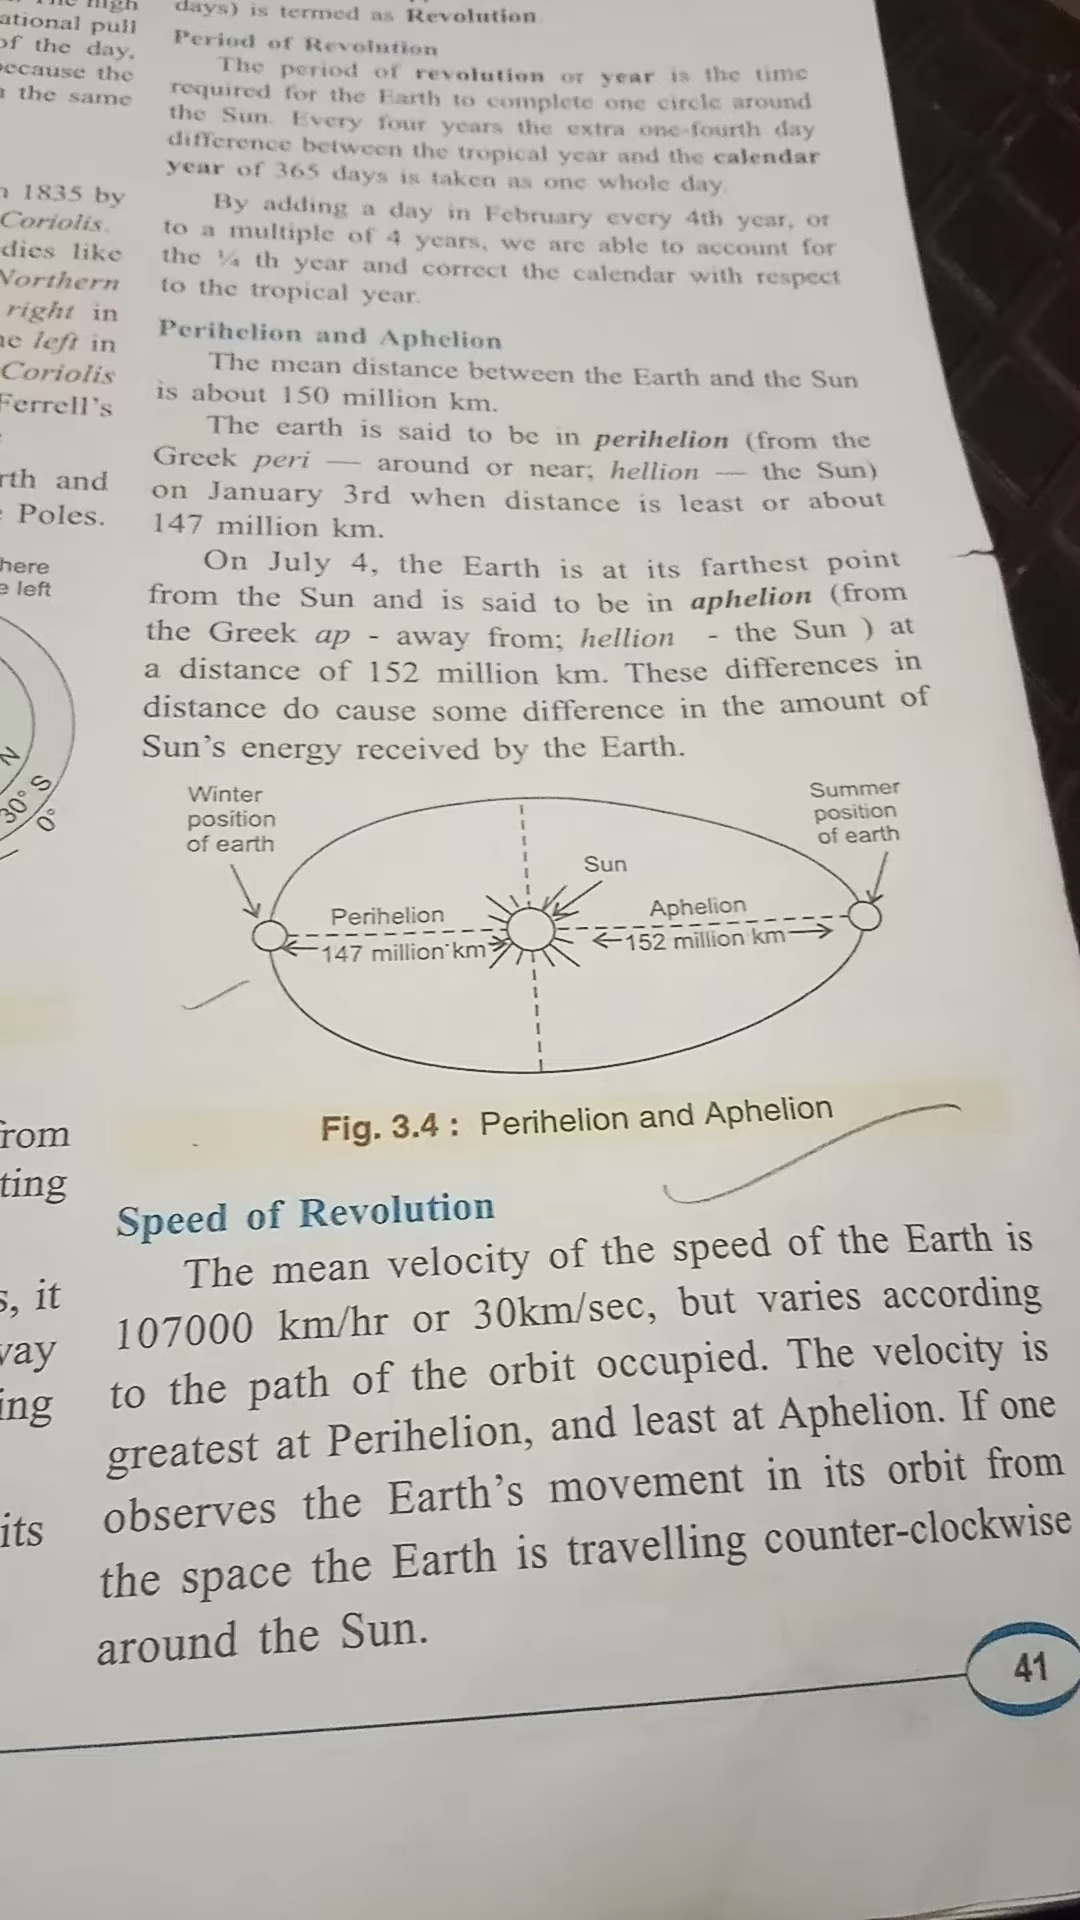 ational pull
of the day,
because the
the same
1835 by
Coriolis.
dies like
Northern
right in
left in
Coriolis
Ferrell's
rth and
Poles.
here
left
N
30° S
0°
rom
ting
s, it
way
ing
its
days) is termed as Revolution
Period of Revolution
The period of revolution or year is the time
required for the Earth to complete one circle around
the Sun. Every four years the extra one-fourth day
difference between the tropical year and the calendar
year of 365 days is taken as one whole day.
By adding a day in February every 4th year, or
to a multiple of 4 years, we are able to account for
the ¼ th year and correct the calendar with respect
to the tropical year.
Perihelion and Aphelion
The mean distance between the Earth and the Sun
is about 150 million km.
The earth is said to be in perihelion (from the
Greek peri — around or near; hellion — the Sun)
on January 3rd when distance is least or about
147 million km.
On July 4, the Earth is at its farthest point
from the Sun and is said to be in aphelion (from
the Greek ap - away from; hellion - the Sun ) at
a distance of 152 million km. These differences in
distance do cause some difference in the amount of
Sun's energy received by the Earth.
Winter
position
of earth
Summer
position
of earth
Sun
Perihelion
147 million km
Aphelion
152 million km
Fig. 3.4 : Perihelion and Aphelion
Speed of Revolution
The mean velocity of the speed of the Earth is
107000 km/hr or 30km/sec, but varies according
to the path of the orbit occupied. The velocity is
greatest at Perihelion, and least at Aphelion. If one
observes the Earth's movement in its orbit from
the space the Earth is travelling counter-clockwise
around the Sun.
41